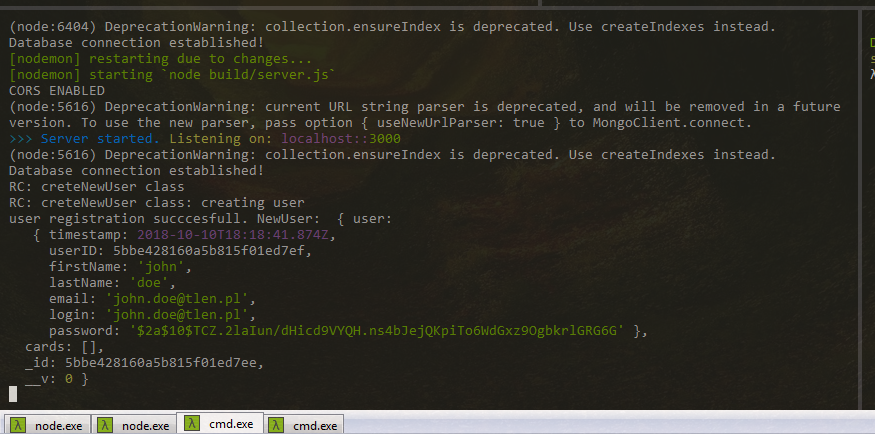 (node:6404) DeprecationWarning: collection.ensureIndex is deprecated. Use createIndexes instead.
Database connection established!
[nodemon] restarting due to changes...
[nodemon] starting `node build/server.js`
CORS ENABLED
(node:5616) DeprecationWarning: current URL string parser is deprecated, and will be removed in a future
version. To use the new parser, pass option { useNewUrlParser: true } to MongoClient.connect.
>>> Server started. Listening on: localhost::3000
(node:5616) DeprecationWarning: collection.ensureIndex is deprecated. Use createIndexes instead.
Database connection established!
RC: creteNewUser class
RC: creteNewUser class: creating user
user registration succcesfull. NewUser:  { user:
   { timestamp: 2018-10-10T18:18:41.874Z,
     userID: 5bbe428160a5b815f01ed7ef,
     firstName: 'john',
     lastName: 'doe',
     email: 'john.doe@tlen.pl',
     login: 'john.doe@tlen.pl',
     password: '$2a$10$TCZ.2laIun/dHicd9VYQH.ns4bJejQKpiTo6WdGxz9OgbkrlGRG6G' },
  cards: [],
  _id: 5bbe428160a5b815f01ed7ee,
  __v: 0 }
D
s
λ
λ node.exe λ node.exe λ cmd.exe λ cmd.exe